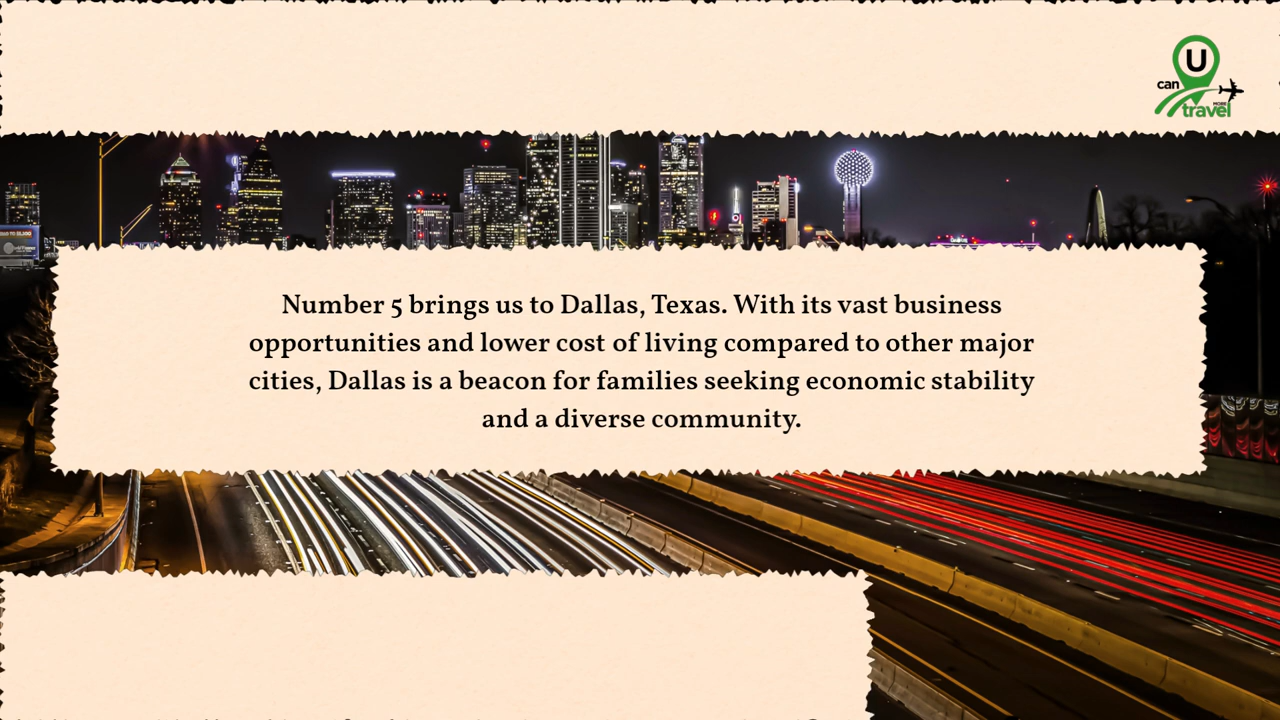 U
can
travel
Number 5 brings us to Dallas, Texas. With its vast business
opportunities and lower cost of living compared to other major
cities, Dallas is a beacon for families seeking economic stability
and a diverse community.